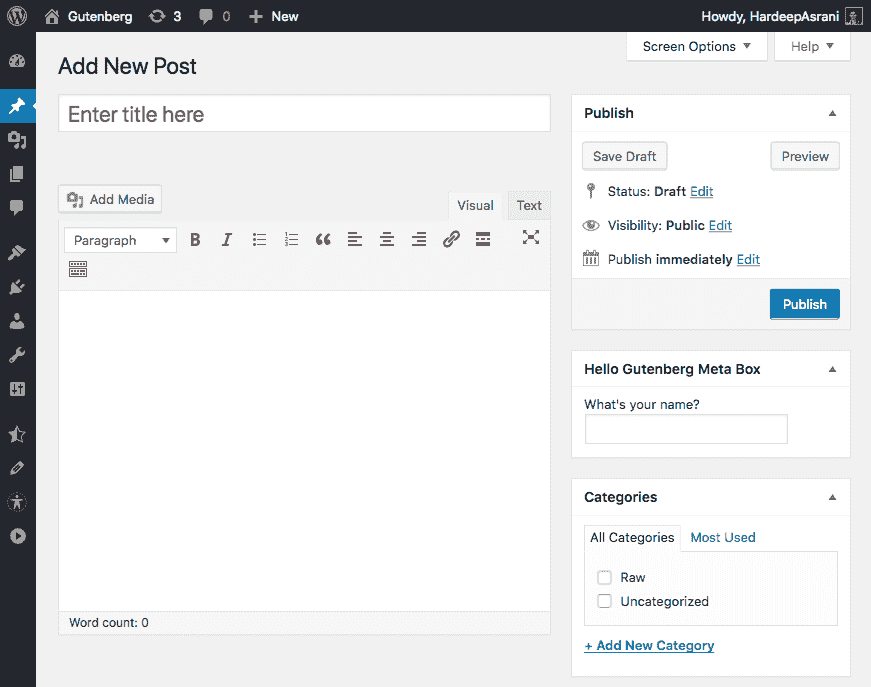 Gutenberg 3 0 New Howdy, HardeepAsrani
Screen Options Help
Add New Post
Enter title here
Add Media
Visual Text
Paragraph B I
Word count: 0
Publish
Save Draft Preview
Status: Draft Edit
Visibility: Public Edit
Publish immediately Edit
Publish
Hello Gutenberg Meta Box
What's your name?
Categories
All Categories Most Used
Raw
Uncategorized
+ Add New Category